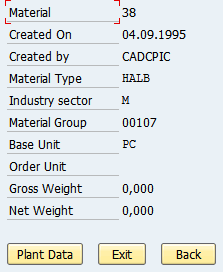 Material 38
Created On 04.09.1995
Created by CADCPIC
Material Type HALB
Industry sector M
Material Group 00107
Base Unit PC
Order Unit
Gross Weight 0,000
Net Weight 0,000
Plant Data Exit Back